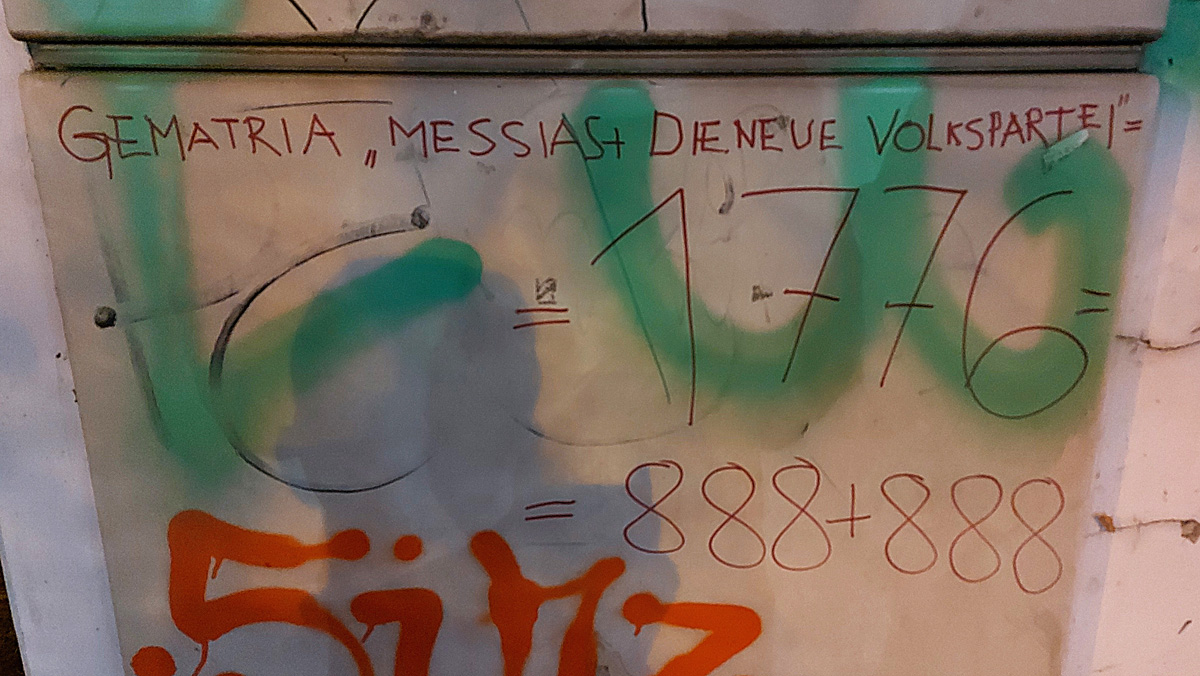 GEMATRIA „MESSIAS+ DIE NEUE VOLKSPARTEI"=
= 1776 =
= 888+888